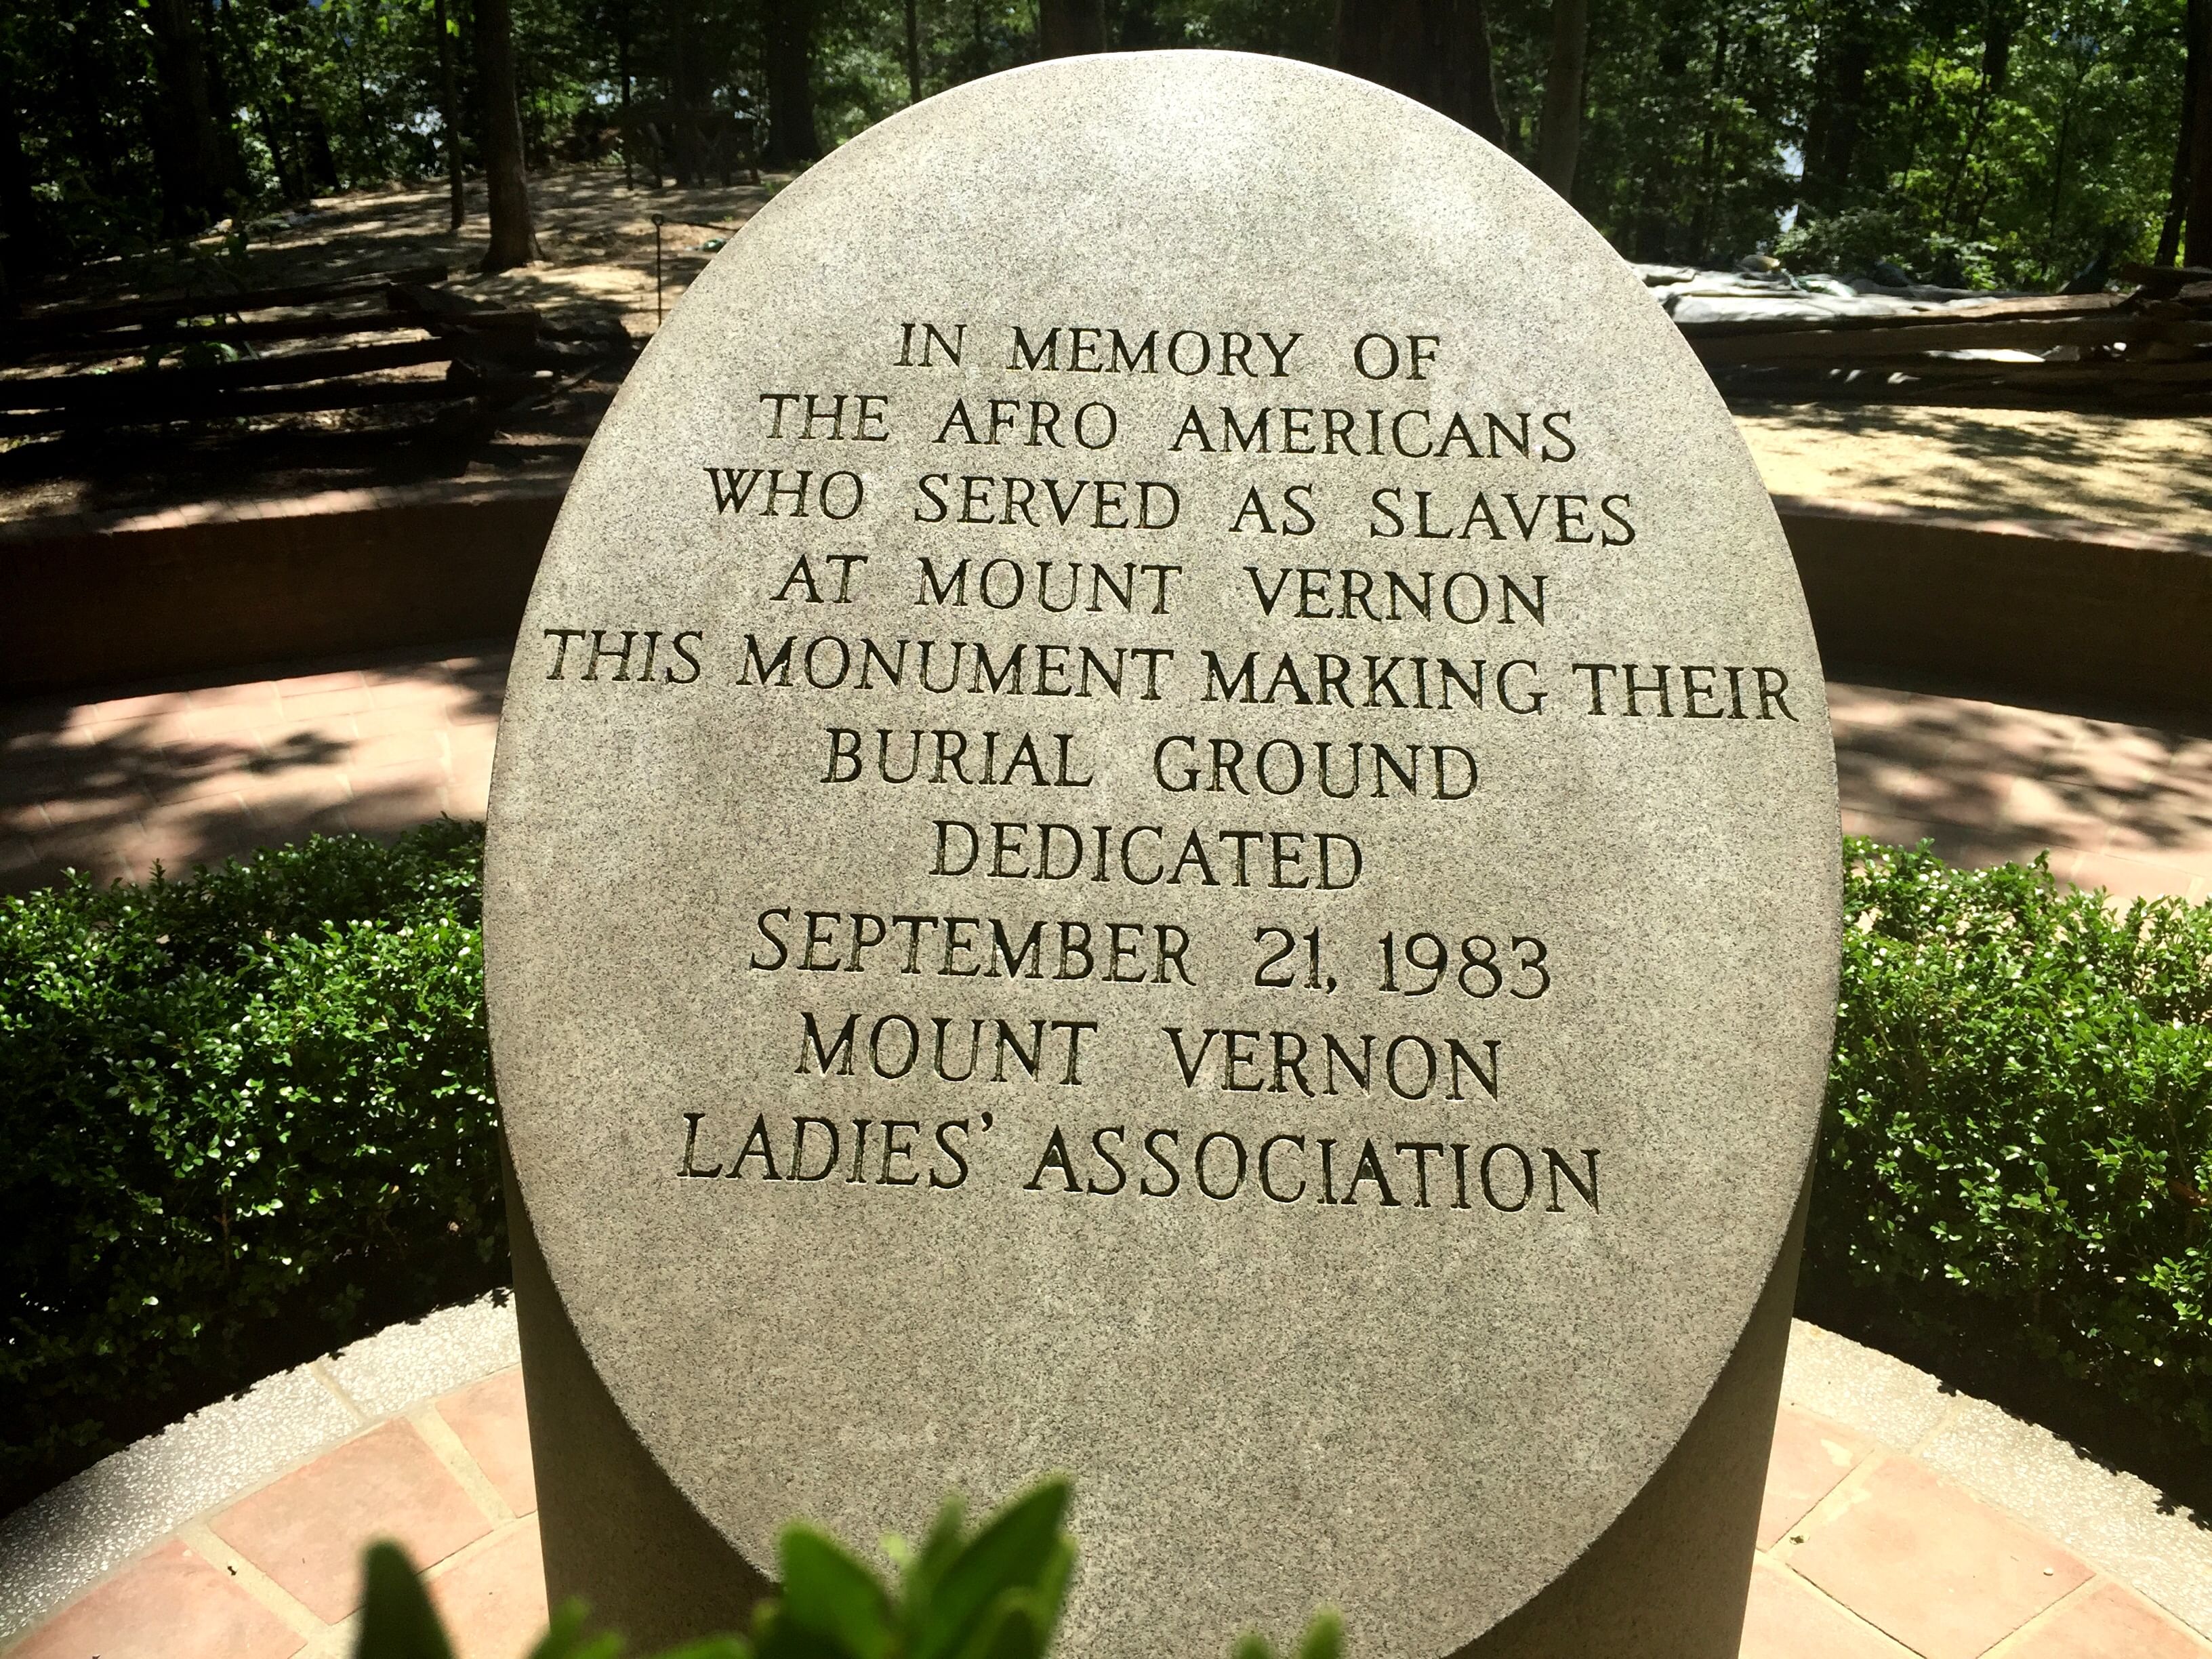 IN MEMORY OF
THE AFRO AMERICANS
WHO SERVED AS SLAVES
AT MOUNT VERNON
THIS MONUMENT MARKING THEIR
BURIAL GROUND
DEDICATED
SEPTEMBER 21, 1983
MOUNT VERNON
LADIES' ASSOCIATION